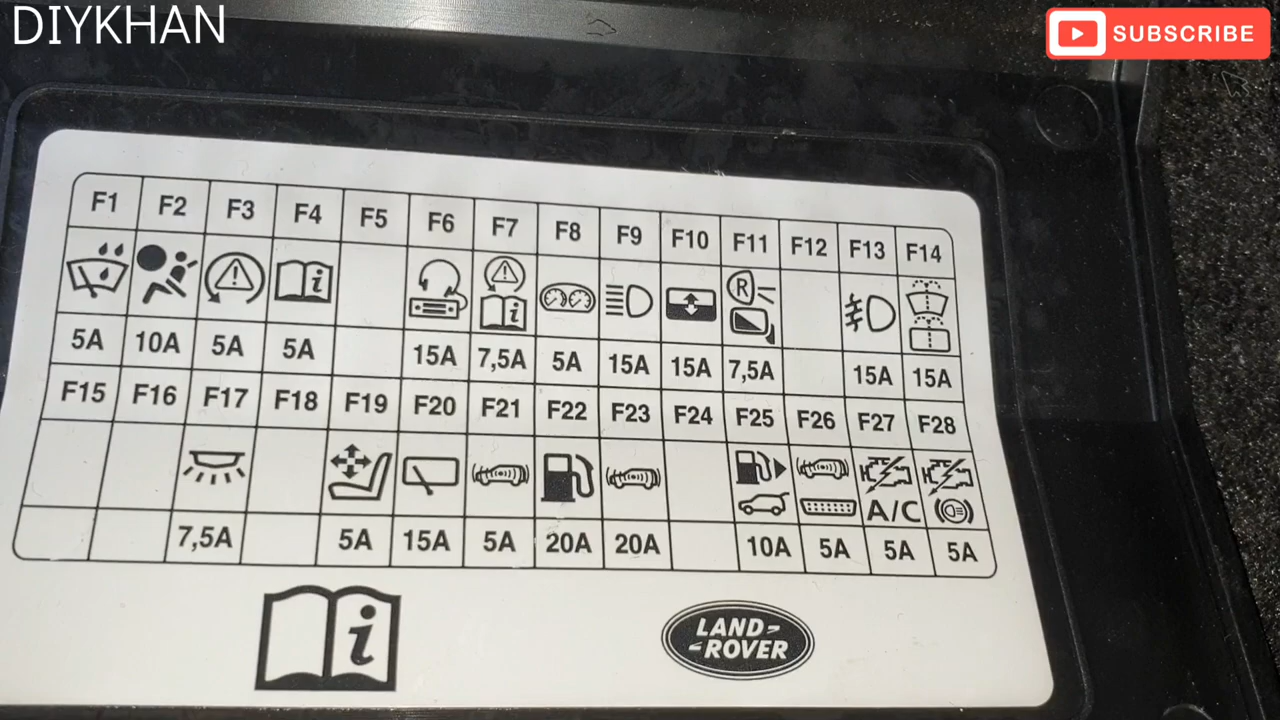 DIYKHAN
SUBSCRIBE
F1 F2 F3 F4 F5 F6 F7 F8 F9 F10 F11 F12 F13 F14
R
5A 10A 5A 5A 15A 7,5A 5A 15A 15A 7,5A 15A 15A
F15 F16 F17 F18 F19 F20 F21 F22 F23 F24 F25 F26 F27 F28
A/C
7,5A 5A 15A 5A 20A 20A 10A 5A 5A 5A
i
LAND
ROVER